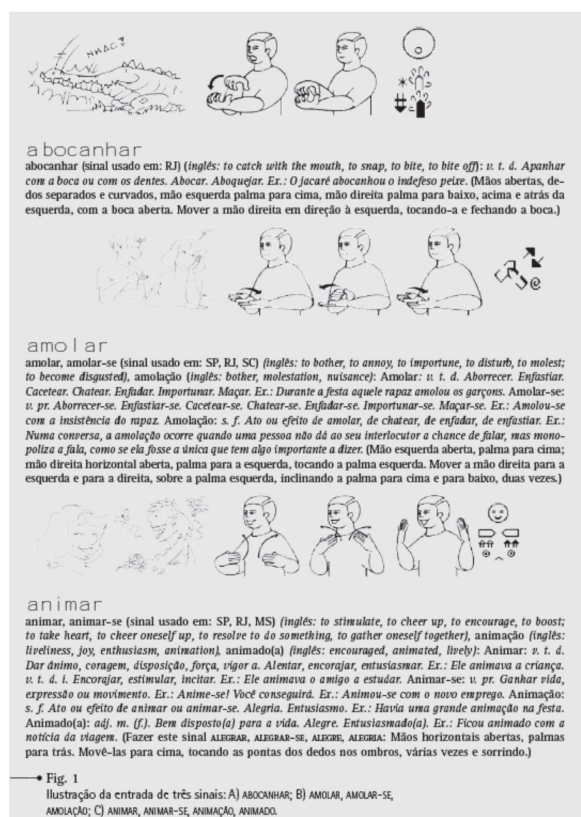 НКАС!
abocanhar
abocanhar (sinal usado em: RJ) (inglês: to catch with the mouth, to snap, to bite, to bite off): v. t. d. Apanhar
com a boca ou com os dentes. Abocar. Aboquejar. Ex.: O jacaré abocanhou o indefeso peixe. (Mãos abertas, de-
dos separados e curvados, mão esquerda palma para cima, mão direita palma para baixo, acima e atrás da
esquerda, com a boca aberta. Mover a mão direita em direção à esquerda, tocando-a e fechando a boca.)
amolar
amolar, amolar-se (sinal usado em: SP, RJ, SC) (inglês: to bother, to annoy, to importune, to disturb, to molest;
to become disgusted), amolação (inglês: bother, molestation, nuisance): Amolar: v. t. d. Aborrecer. Enfastiar.
Cacetear. Chatear. Enfadar. Importunar. Maçar. Ex.: Durante a festa aquele rapaz amolou os garçons. Amolar-se:
v. pr. Aborrecer-se. Enfastiar-se. Cacetear-se. Chatear-se. Enfadar-se. Importunar-se. Maçar-se. Ex.: Amolou-se
com a insistência do rapaz. Amolação: s. f. Ato ou efeito de amolar, de chatear, de enfadar, de enfastiar. Ex.:
Numa conversa, a amolação ocorre quando uma pessoa não dá ao seu interlocutor a chance de falar, mas mono-
poliza a fala, como se ela fosse a única que tem algo importante a dizer. (Mão esquerda aberta, palma para cima;
mão direita horizontal aberta, palma para a esquerda, tocando a palma esquerda. Mover a mão direita para a
esquerda e para a direita, sobre a palma esquerda, inclinando a palma para cima e para baixo, duas vezes.)
animar
animar, animar-se (sinal usado em: SP, RJ, MS) (inglês: to stimulate, to cheer up, to encourage, to boost;
to take heart, to cheer oneself up, to resolve to do something, to gather oneself together), animação (inglês:
liveliness, joy, enthusiasm, animation), animado(a) (inglês: encouraged, animated, lively): Animar: v. t. d.
Dar ânimo, coragem, disposição, força, vigor a. Alentar, encorajar, entusiasmar. Ex.: Ele animava a criança.
v. t. d. i. Encorajar, estimular, incitar. Ex.: Ele animava o amigo a estudar. Animar-se: v. pr. Ganhar vida,
expressão ou movimento. Ex.: Anime-se! Você conseguirá. Ex.: Animou-se com o novo emprego. Animação:
s. f. Ato ou efeito de animar ou animar-se. Alegria. Entusiasmo. Ex.: Havia uma grande animação na festa.
Animado(a): adj. m. (f.). Bem disposto(a) para a vida. Alegre. Entusiasmado(a). Ex.: Ficou animado com a
notícia da viagem. (Fazer este sinal ALEGRAR, ALEGRAR-SE, ALEGRE, ALEGRIA: Mãos horizontais abertas, palmas
para trás. Movê-las para cima, tocando as pontas dos dedos nos ombros, várias vezes e sorrindo.)
Fig. 1
Ilustração da entrada de três sinais: A) ABOCANHAR; B) AMOLAR, AMOLAR-SE,
AMOLAÇÃO; C) ANIMAR, ANIMAR-SE, ANIMAÇÃO, ANIMADO.